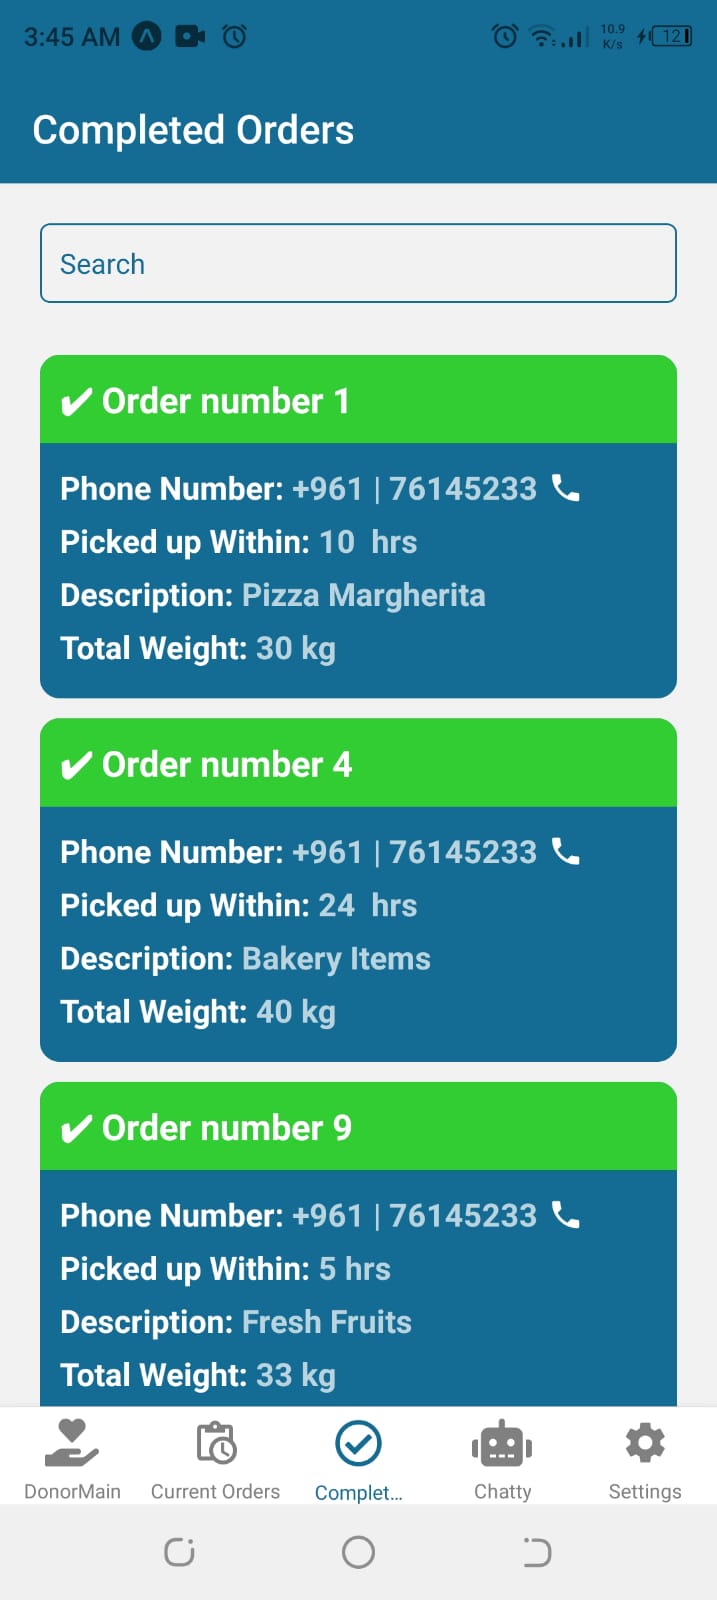 3:45 AM 10.9 K/s 12
Completed Orders
Search
✔ Order number 1
Phone Number: +961 | 76145233
Picked up Within: 10  hrs
Description: Pizza Margherita
Total Weight: 30 kg
✔ Order number 4
Phone Number: +961 | 76145233
Picked up Within: 24  hrs
Description: Bakery Items
Total Weight: 40 kg
✔ Order number 9
Phone Number: +961 | 76145233
Picked up Within: 5 hrs
Description: Fresh Fruits
Total Weight: 33 kg
DonorMain Current Orders Complet... Chatty Settings